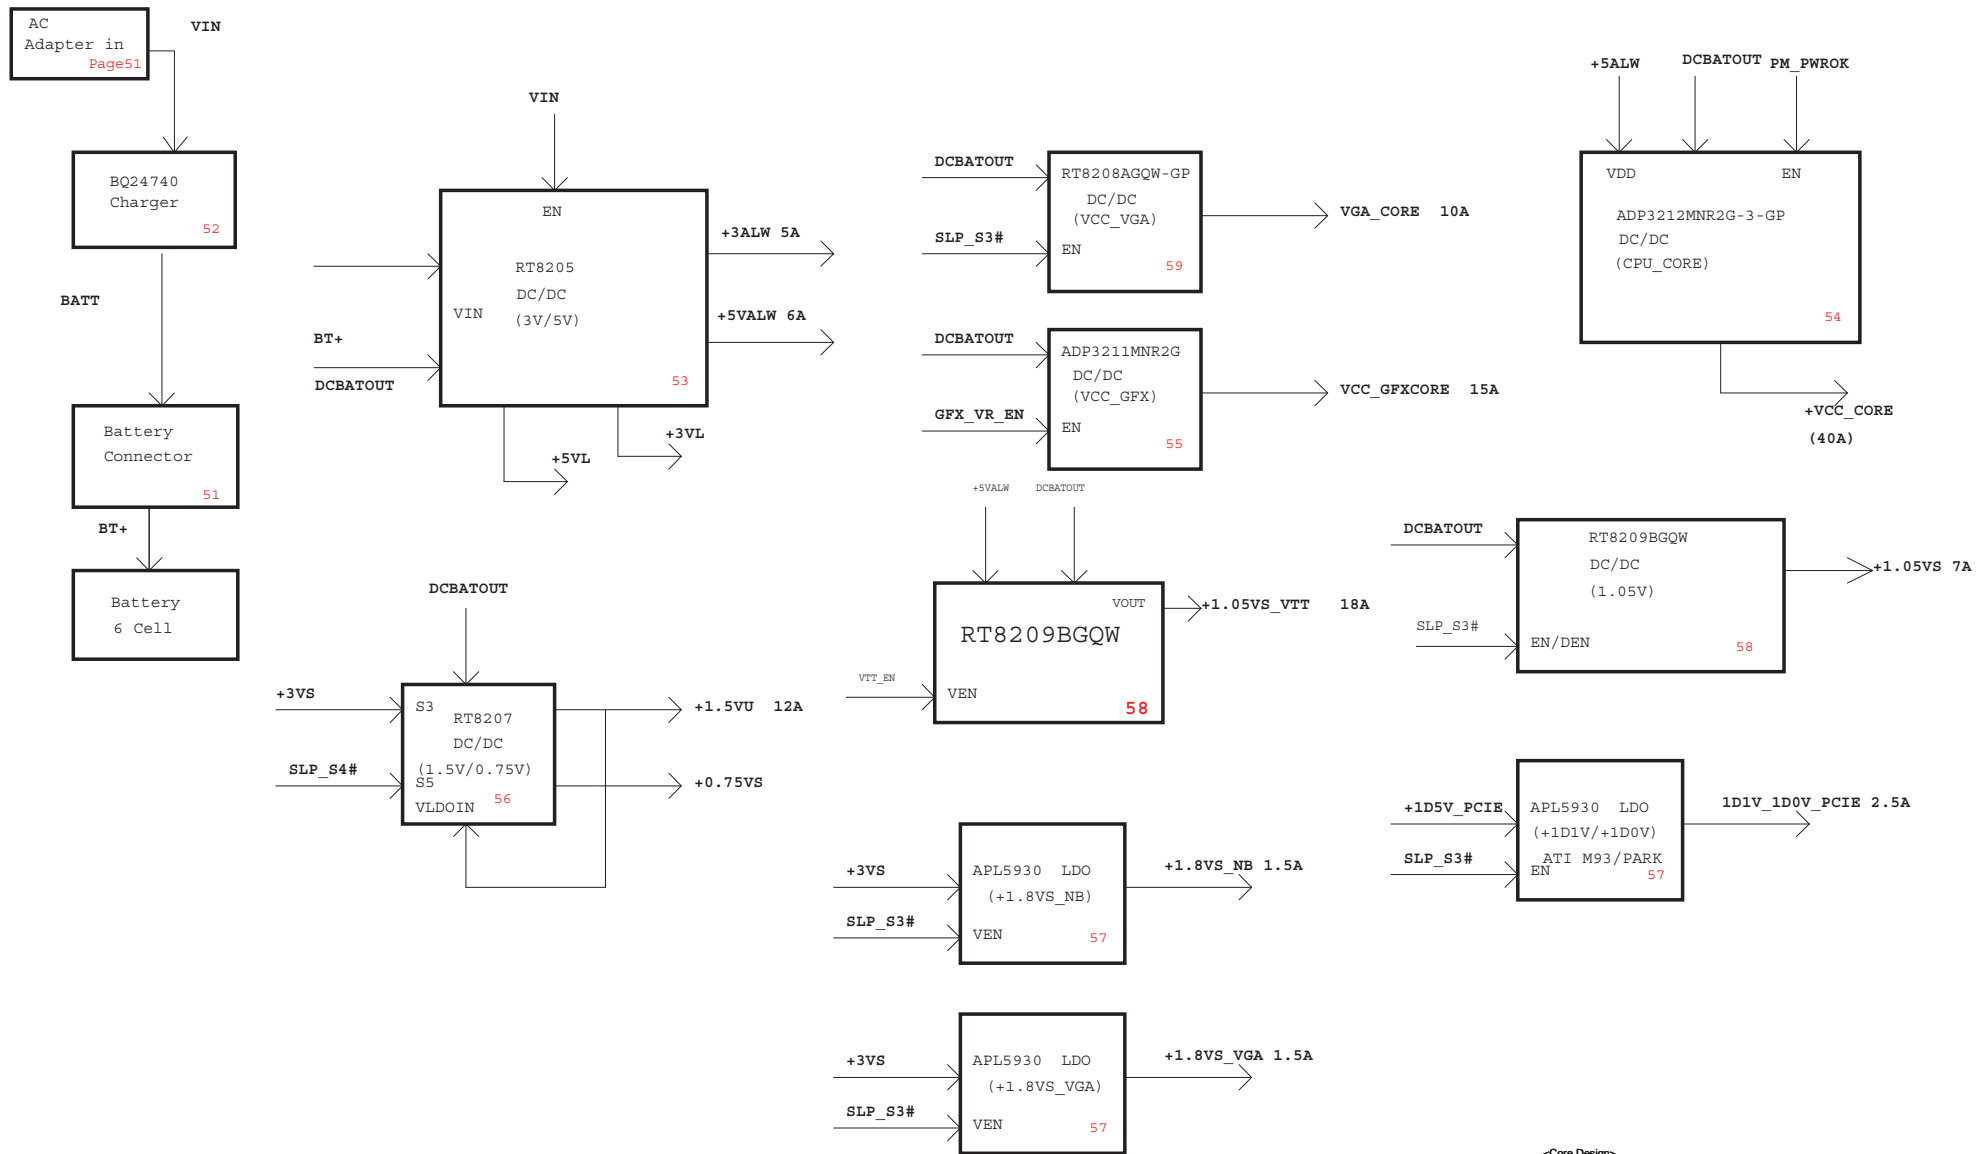 AC
Adapter in
Page51
VIN
BQ24740
Charger
52
BATT
Battery
Connector
51
BT+
Battery
6 Cell
VIN
EN
RT8205
DC/DC
(3V/5V)
VIN
53
BT+
DCBATOUT
+3ALW 5A
+5VALW 6A
+3VL
+5VL
DCBATOUT
+3VS
S3
RT8207
DC/DC
(1.5V/0.75V)
SLP_S4#
S5
56
VLDOIN
+1.5VU 12A
+0.75VS
DCBATOUT
RT8208AGQW-GP
DC/DC
(VCC_VGA)
SLP_S3#
EN
59
VGA_CORE 10A
DCBATOUT
ADP3211MNR2G
DC/DC
(VCC_GFX)
GFX_VR_EN
EN
55
VCC_GFXCORE 15A
+5VALW DCBATOUT
VOUT
RT8209BGQW
VTT_EN
VEN
58
+1.05VS_VTT 18A
+3VS
APL5930 LDO
(+1.8VS_NB)
SLP_S3#
VEN
57
+1.8VS_NB 1.5A
+3VS
APL5930 LDO
(+1.8VS_VGA)
SLP_S3#
VEN
57
+1.8VS_VGA 1.5A
+5ALW DCBATOUT PM_PWROK
VDD EN
ADP3212MNR2G-3-GP
DC/DC
(CPU_CORE)
54
+VCC_CORE
(40A)
DCBATOUT
RT8209BGQW
DC/DC
(1.05V)
SLP_S3#
EN/DEN
58
+1.05VS 7A
+1D5V_PCIE
APL5930 LDO
(+1D1V/+1D0V)
ATI M93/PARK
SLP_S3#
EN
57
1D1V_1D0V_PCIE 2.5A
<Core Design>